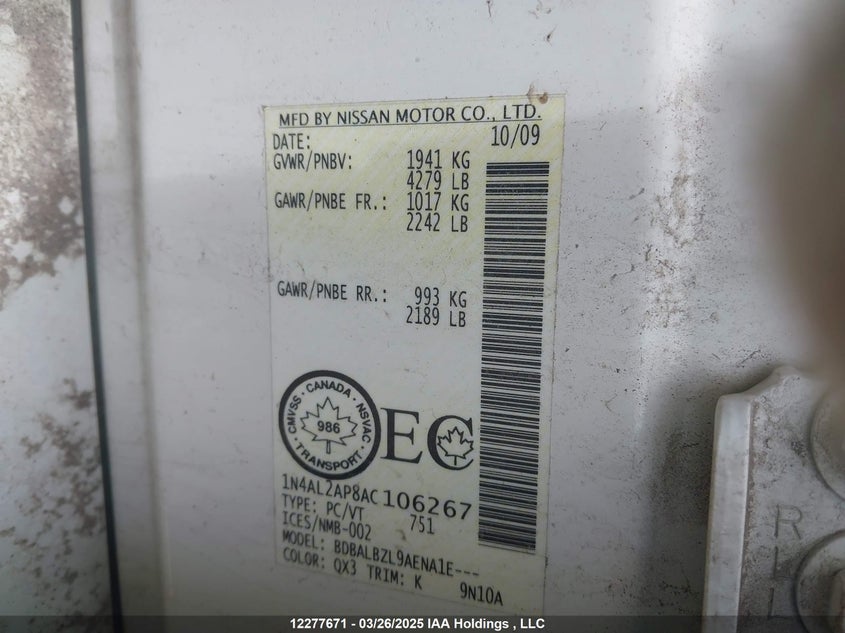 MFD BY NISSAN MOTOR CO., LTD.
DATE: 10/09
GVWR/PNBV: 1941 KG
4279 LB
GAWR/PNBE FR.: 1017 KG
2242 LB
GAWR/PNBE RR.: 993 KG
2189 LB
CANADA · NSVAC · TRANSPORT · CMVSS ·
986
EC
1N4AL2AP8AC106267
TYPE: PC/VT 751
ICES/NMB-002
MODEL: BDBALBZL9AENA1E---
COLOR: QX3 TRIM: K 9N10A
R
L
L
12277671 - 03/26/2025 IAA Holdings , LLC